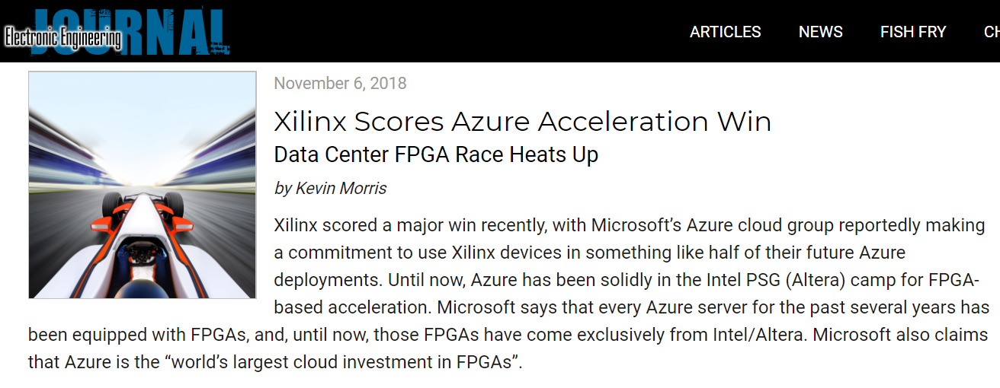 Electronic Engineering
JOURNAL
ARTICLES NEWS FISH FRY CH
November 6, 2018
Xilinx Scores Azure Acceleration Win
Data Center FPGA Race Heats Up
by Kevin Morris
Xilinx scored a major win recently, with Microsoft’s Azure cloud group reportedly making
a commitment to use Xilinx devices in something like half of their future Azure
deployments. Until now, Azure has been solidly in the Intel PSG (Altera) camp for FPGA-
based acceleration. Microsoft says that every Azure server for the past several years has
been equipped with FPGAs, and, until now, those FPGAs have come exclusively from Intel/Altera. Microsoft also claims
that Azure is the “world’s largest cloud investment in FPGAs”.